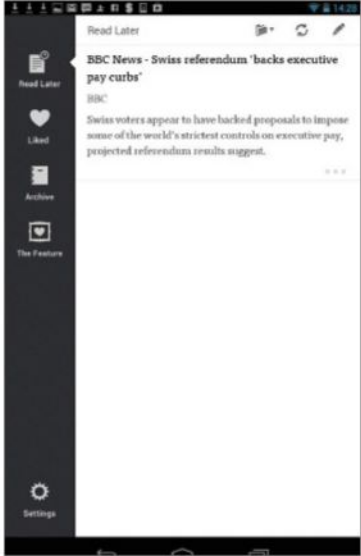 14:28
Read Later
BBC News - Swiss referendum 'backs executive
pay curbs'
BBC
Swiss voters appear to have backed proposals to impose
some of the world's strictest controls on executive pay,
projected referendum results suggest.
Read Later
Liked
Archive
The Feature
Settings